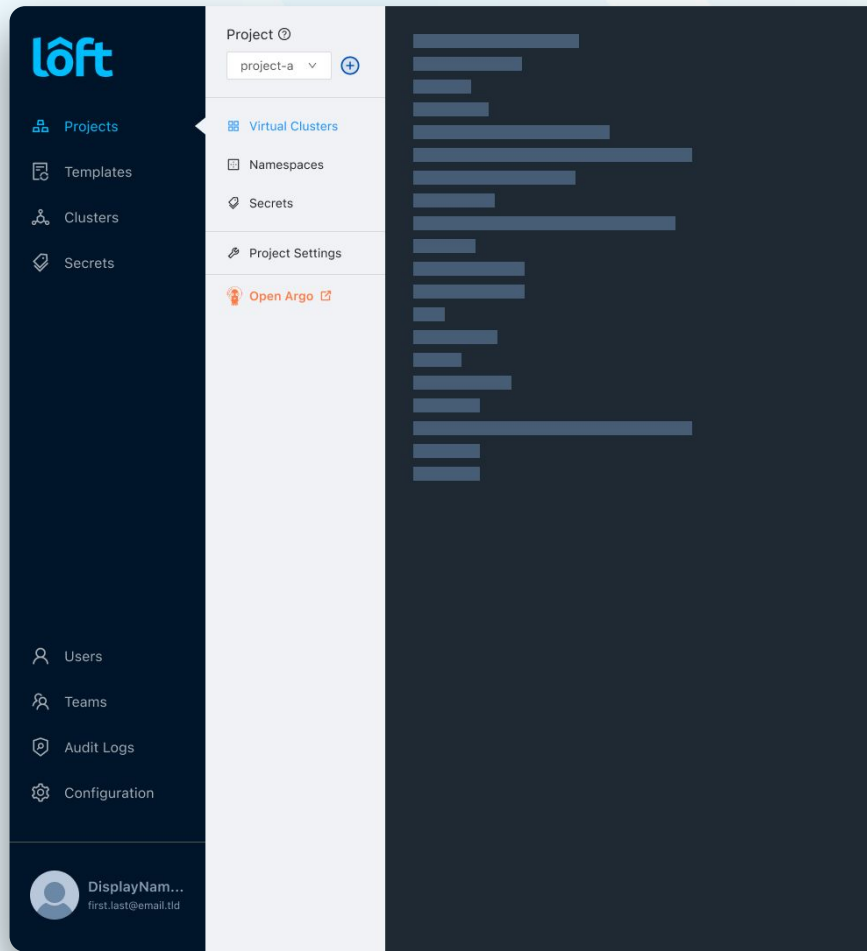 lôft
Projects
Templates
Clusters
Secrets
Users
Teams
Audit Logs
Configuration
DisplayNam...
first.last@email.tld
Project
project-a
Virtual Clusters
Namespaces
Secrets
Project Settings
Open Argo